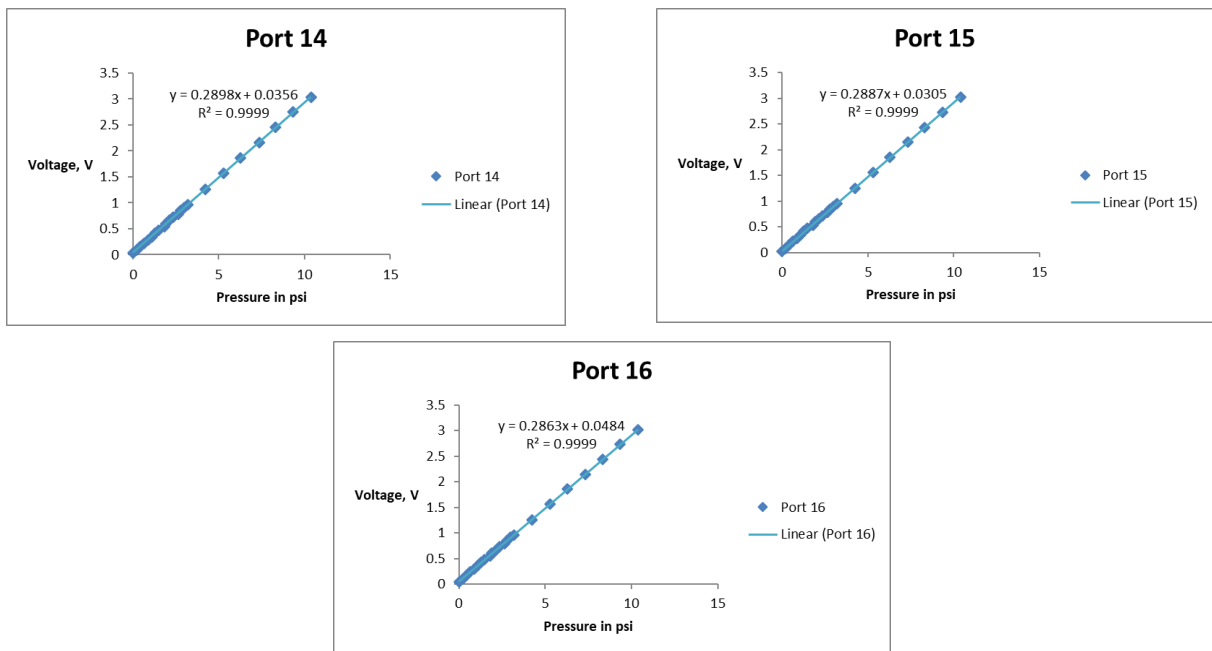 Port 14
3.5
y = 0.2898x + 0.0356
3
R² = 0.9999
2.5
2
Voltage, V
1.5
Port 14
1
Linear (Port 14)
0.5
0
0 5 10 15
Pressure in psi
Port 15
3.5
y = 0.2887x + 0.0305
3
R² = 0.9999
2.5
2
Voltage, V
1.5
Port 15
1
Linear (Port 15)
0.5
0
0 5 10 15
Pressure in psi
Port 16
3.5
y = 0.2863x + 0.0484
3
R² = 0.9999
2.5
2
Voltage, V
1.5
Port 16
1
Linear (Port 16)
0.5
0
0 5 10 15
Pressure in psi